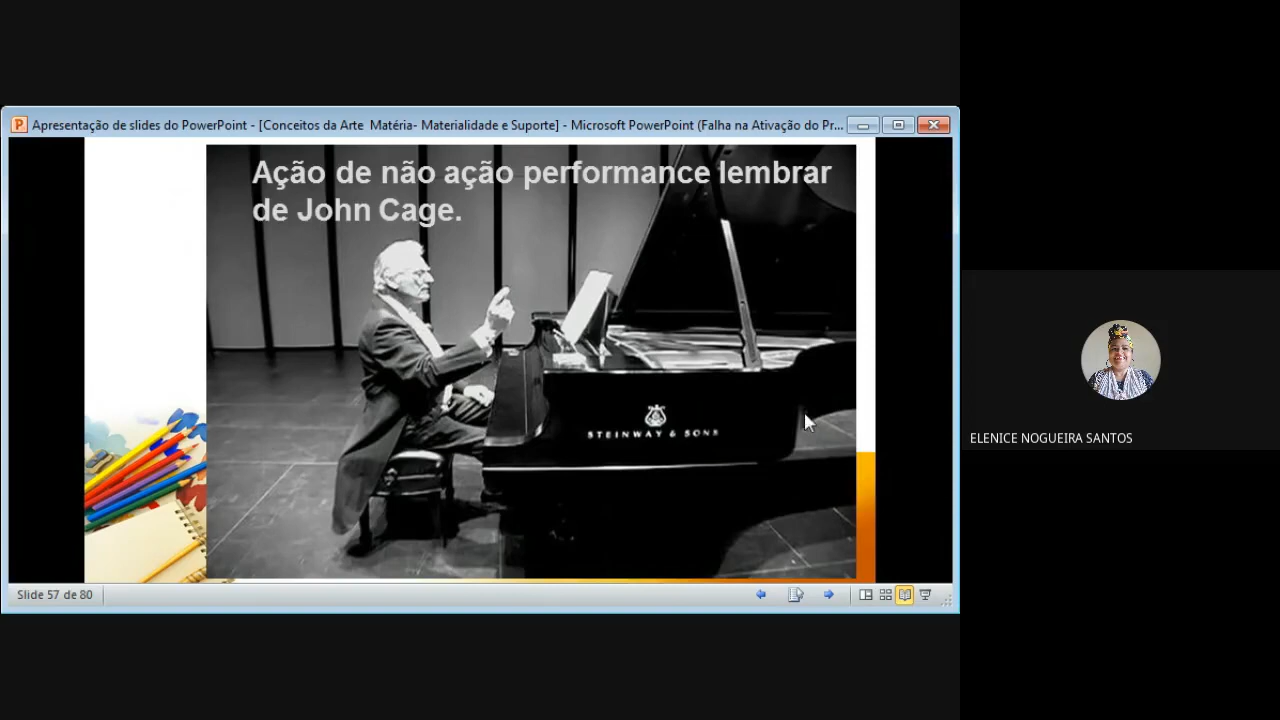 Apresentação de slides do PowerPoint - [Conceitos da Arte Matéria- Materialidade e Suporte] - Microsoft PowerPoint (Falha na Ativação do Pr...
Ação de não ação performance lembrar
de John Cage.
STEINWAY & SONS
ELENICE NOGUEIRA SANTOS
Slide 57 de 80